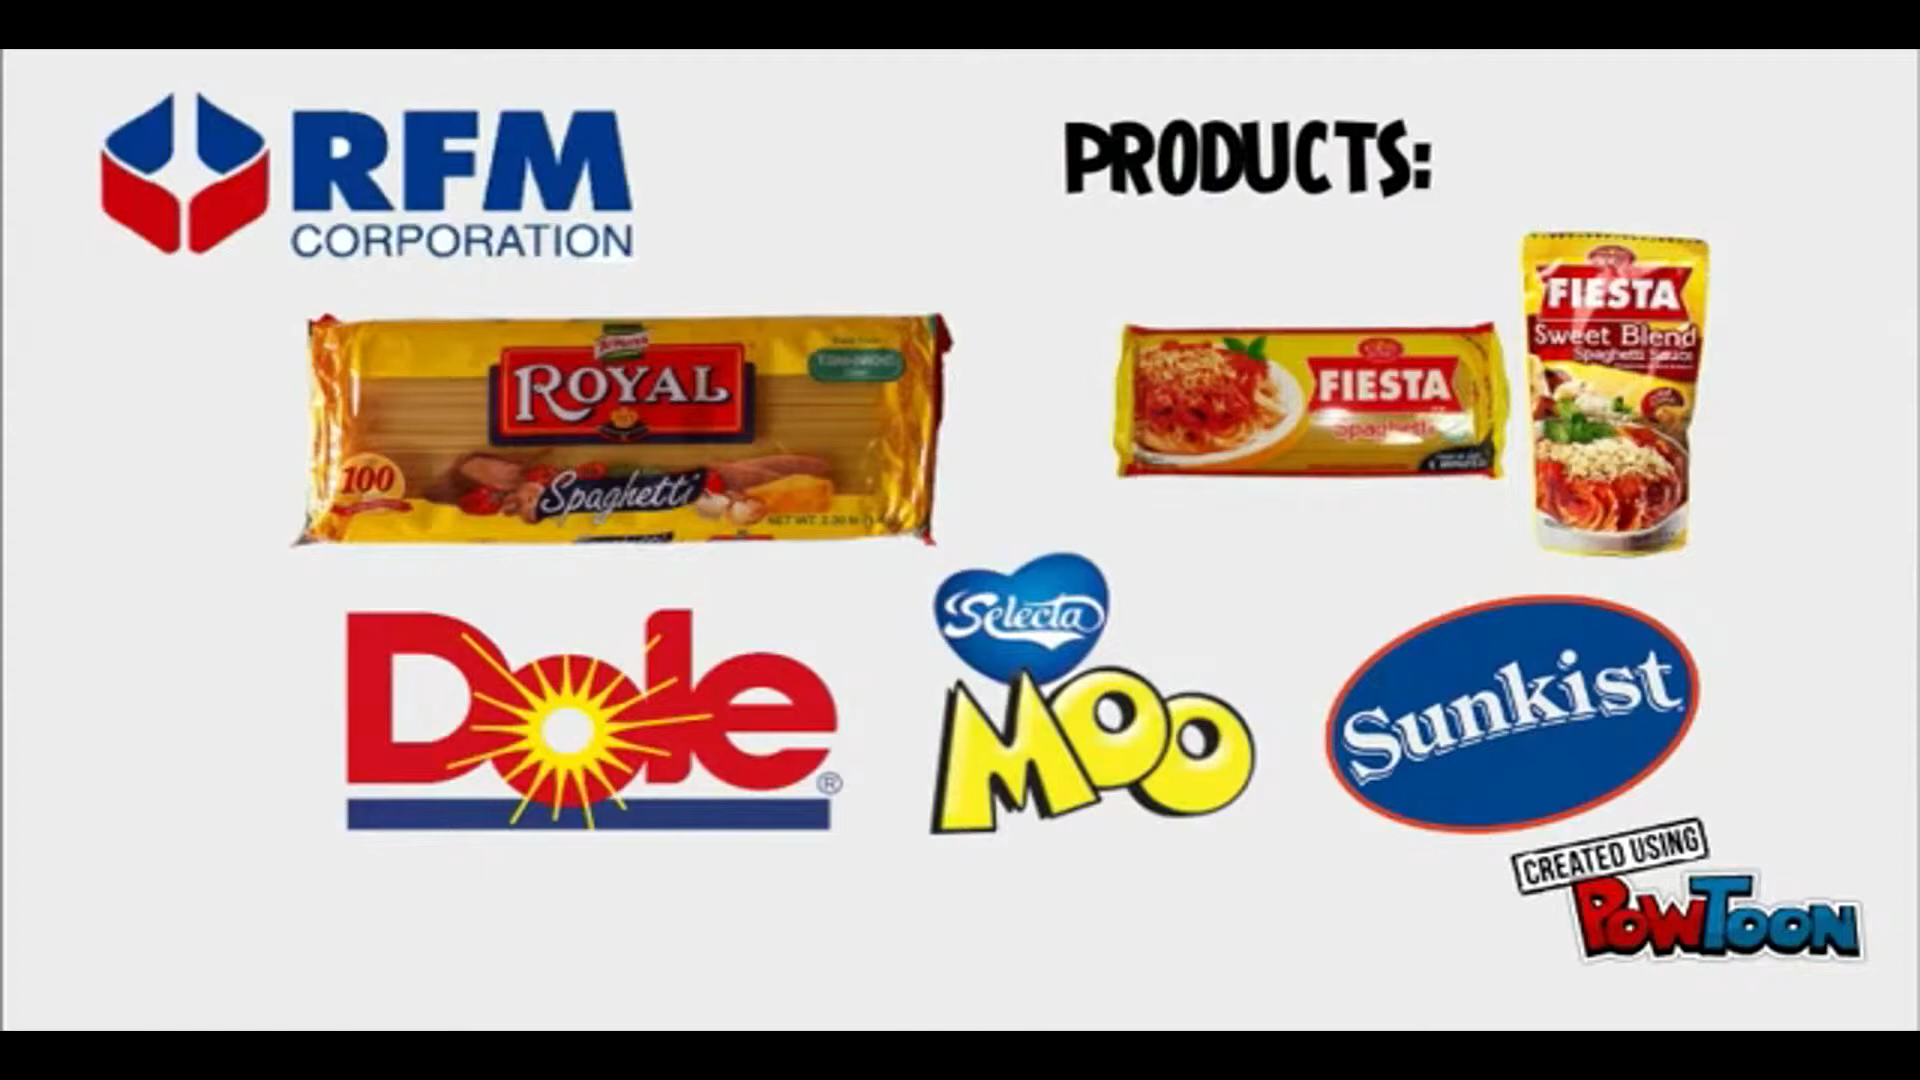 RFM
CORPORATION
PRODUCTS:
ROYAL
100
Spaghetti
FIESTA
Spaghetti
FIESTA
Sweet Blend
Spaghetti Sauce
Dole
®
Selecta
MOO
Sunkist
CREATED USING
POWTOON